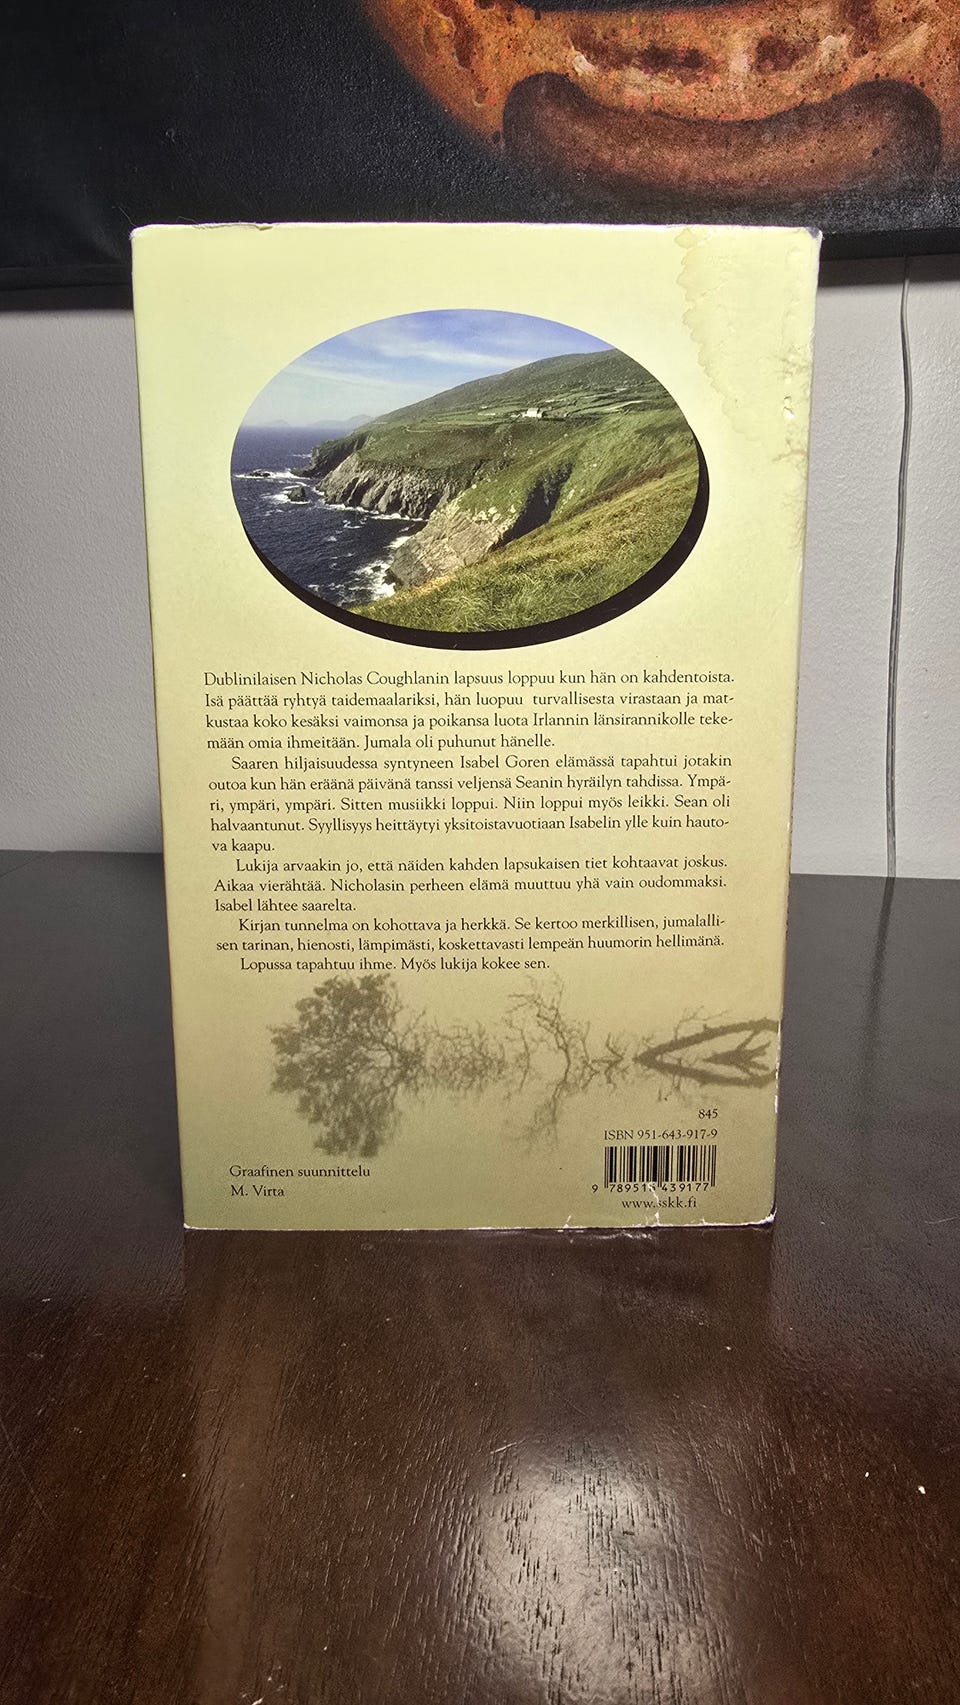 Dublinilaisen Nicholas Coughlanin lapsuus loppuu kun hän on kahdentoista.
Isä päättää ryhtyä taidemaalariksi, hän luopuu turvallisesta virastaan ja mat-
kustaa koko kesäksi vaimonsa ja poikansa luota Irlannin länsirannikolle teke-
mään omia ihmeitään. Jumala oli puhunut hänelle.
Saaren hiljaisuudessa syntyneen Isabel Goren elämässä tapahtui jotakin
outoa kun hän eräänä päivänä tanssi veljensä Seanin hyräilyn tahdissa. Ympä-
ri, ympäri, ympäri. Sitten musiikki loppui. Niin loppui myös leikki. Sean oli
halvaantunut. Syyllisyys heittäytyi yksitoistavuotiaan Isabelin ylle kuin hauto-
va kaapu.
Lukija arvaakin jo, että näiden kahden lapsukaisen tiet kohtaavat joskus.
Aikaa vierähtää. Nicholasin perheen elämä muuttuu yhä vain oudommaksi.
Isabel lähtee saarelta.
Kirjan tunnelma on kohottava ja herkkä. Se kertoo merkillisen, jumalalli-
sen tarinan, hienosti, lämpimästi, koskettavasti lempeän huumorin hellimänä.
Lopussa tapahtuu ihme. Myös lukija kokee sen.
845
ISBN 951-643-917-9
9 789516 439177
www.sskk.fi
Graafinen suunnittelu
M. Virta